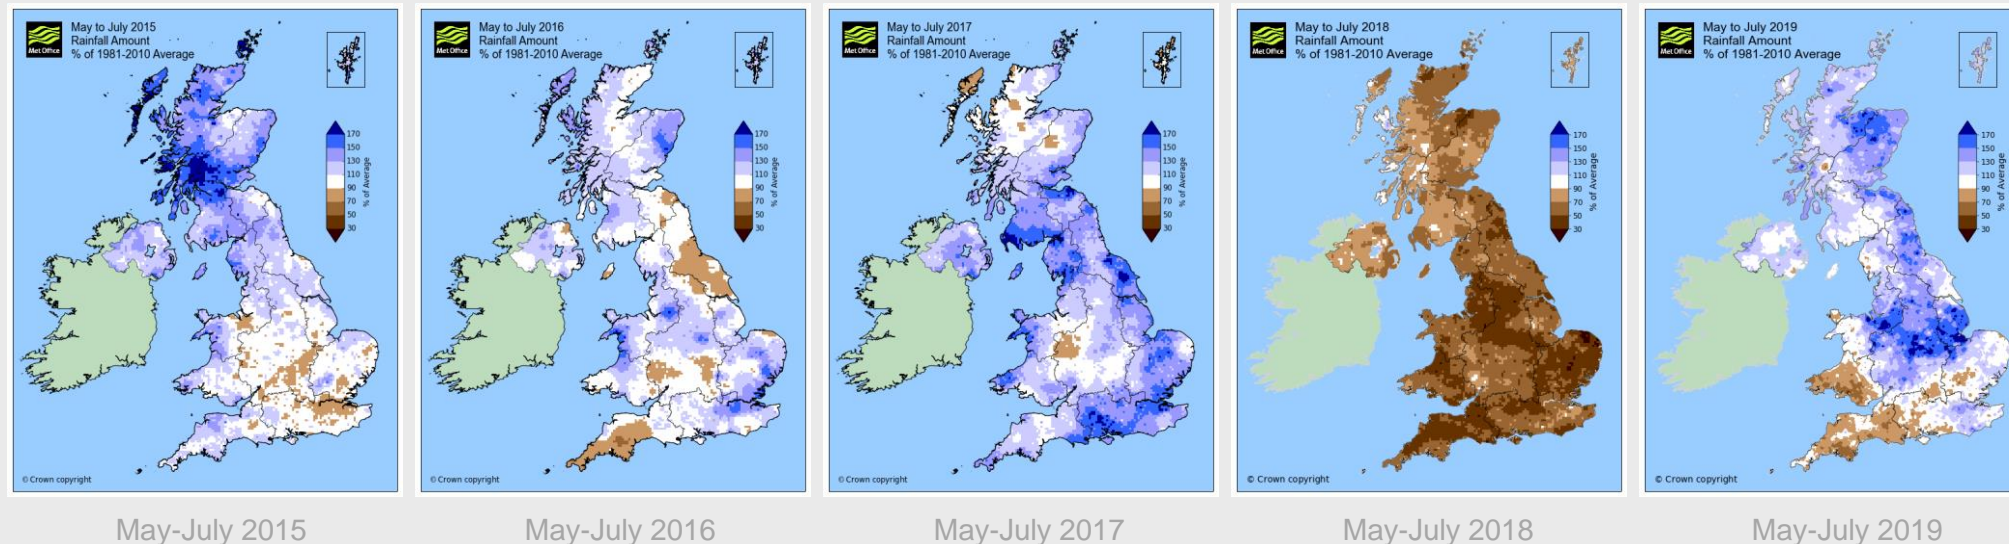 Met Office
May to July 2015
Rainfall Amount
% of 1981-2010 Average
170
150
130
110
90
70
50
30
% of Average
© Crown copyright
May-July 2015
Met Office
May to July 2016
Rainfall Amount
% of 1981-2010 Average
170
150
130
110
90
70
50
30
% of Average
© Crown copyright
May-July 2016
Met Office
May to July 2017
Rainfall Amount
% of 1981-2010 Average
170
150
130
110
90
70
50
30
% of Average
© Crown copyright
May-July 2017
Met Office
May to July 2018
Rainfall Amount
% of 1981-2010 Average
170
150
130
110
90
70
50
30
% of Average
© Crown copyright
May-July 2018
Met Office
May to July 2019
Rainfall Amount
% of 1981-2010 Average
170
150
130
110
90
70
50
30
% of Average
© Crown copyright
May-July 2019